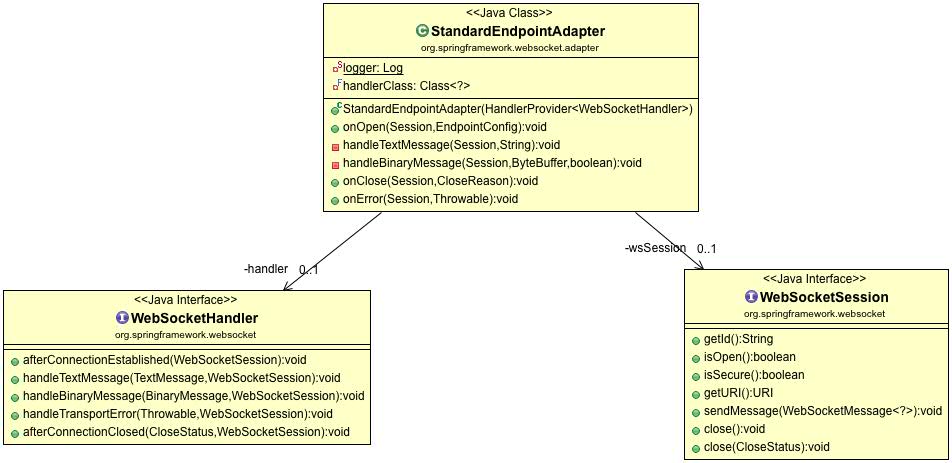 <<Java Class>>
StandardEndpointAdapter
org.springframework.websocket.adapter
logger: Log
handlerClass: Class<?>
StandardEndpointAdapter(HandlerProvider<WebSocketHandler>)
onOpen(Session,EndpointConfig):void
handleTextMessage(Session,String):void
handleBinaryMessage(Session,ByteBuffer,boolean):void
onClose(Session,CloseReason):void
onError(Session,Throwable):void
-handler 0..1
-wsSession 0..1
<<Java Interface>>
WebSocketHandler
org.springframework.websocket
afterConnectionEstablished(WebSocketSession):void
handleTextMessage(TextMessage,WebSocketSession):void
handleBinaryMessage(BinaryMessage,WebSocketSession):void
handleTransportError(Throwable,WebSocketSession):void
afterConnectionClosed(CloseStatus,WebSocketSession):void
<<Java Interface>>
WebSocketSession
org.springframework.websocket
getId():String
isOpen():boolean
isSecure():boolean
getURI():URI
sendMessage(WebSocketMessage<?>):void
close():void
close(CloseStatus):void